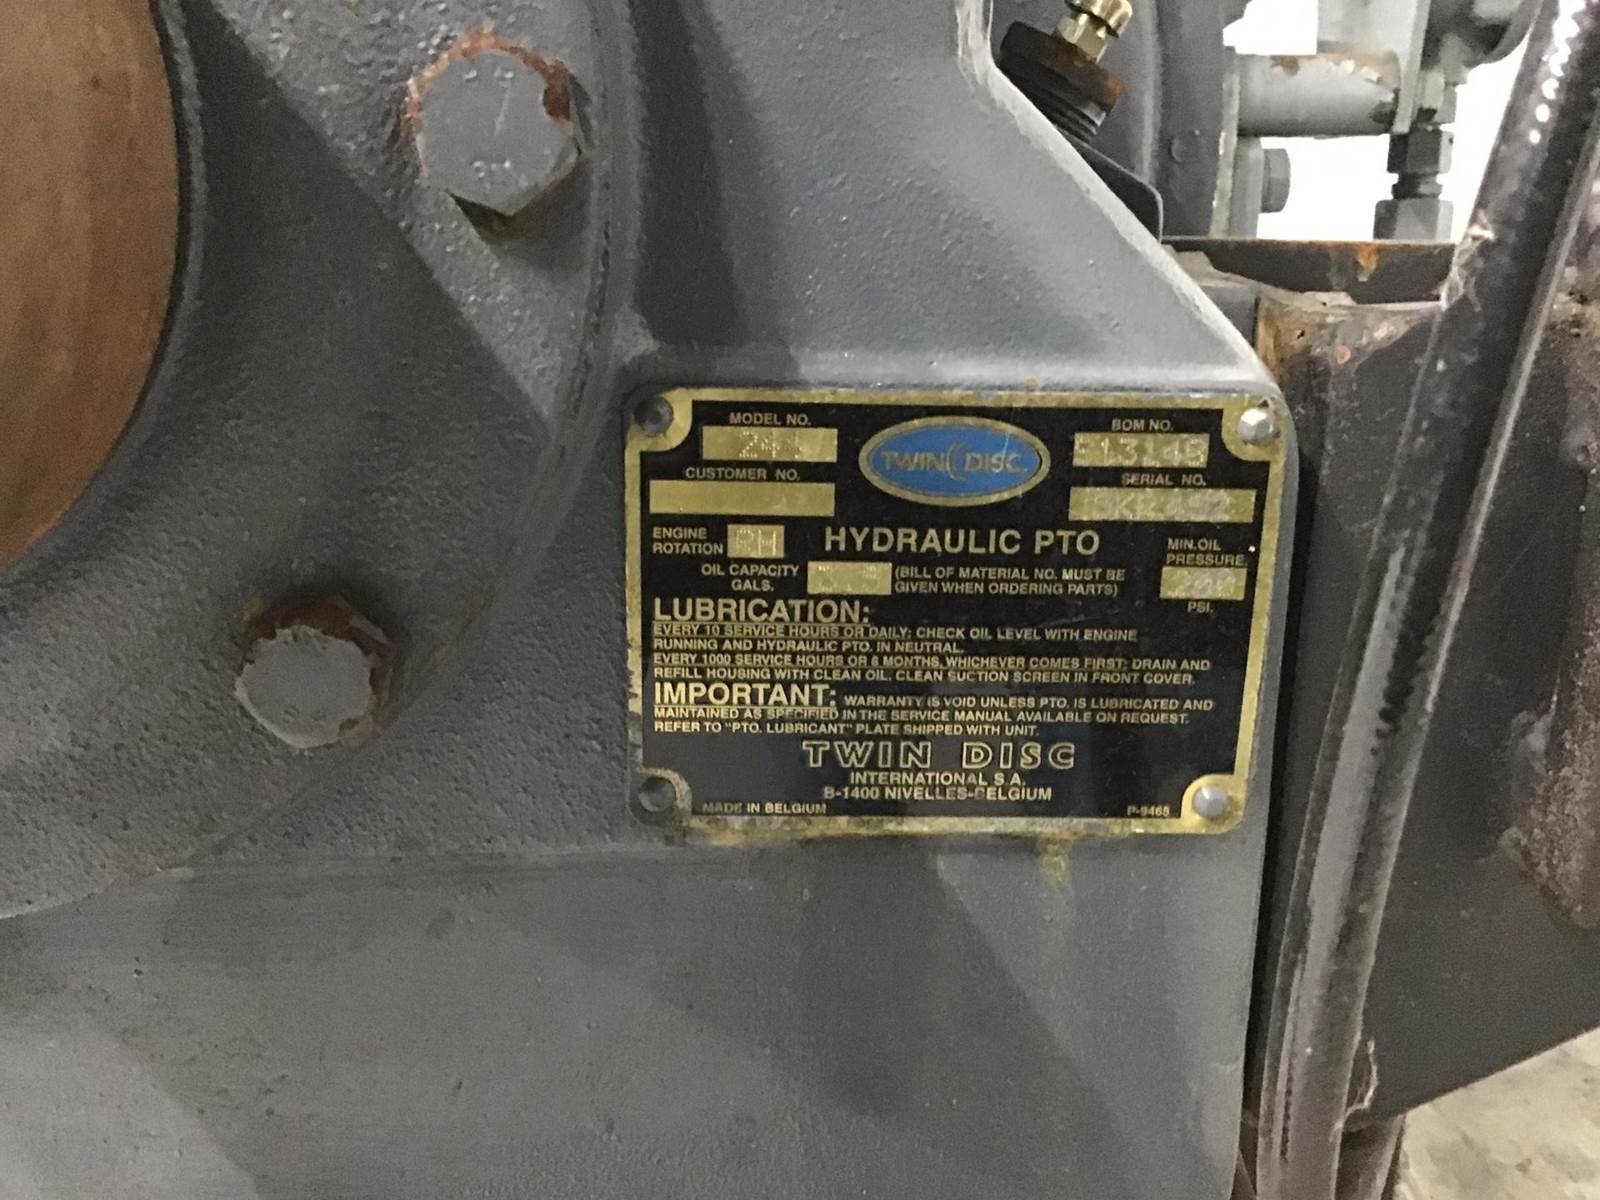 MODEL NO.
BOM NO.
TWIN DISC
CUSTOMER NO.
SERIAL NO.
ENGINE ROTATION RH
HYDRAULIC PTO
MIN. OIL PRESSURE
PSI.
OIL CAPACITY GALS.
(BILL OF MATERIAL NO. MUST BE
GIVEN WHEN ORDERING PARTS)
LUBRICATION:
EVERY 10 SERVICE HOURS OR DAILY: CHECK OIL LEVEL WITH ENGINE
RUNNING AND HYDRAULIC PTO. IN NEUTRAL.
EVERY 1000 SERVICE HOURS OR 6 MONTHS, WHICHEVER COMES FIRST: DRAIN AND
REFILL HOUSING WITH CLEAN OIL. CLEAN SUCTION SCREEN IN FRONT COVER.
IMPORTANT: WARRANTY IS VOID UNLESS PTO. IS LUBRICATED AND
MAINTAINED AS SPECIFIED IN THE SERVICE MANUAL AVAILABLE ON REQUEST.
REFER TO "PTO. LUBRICANT" PLATE SHIPPED WITH UNIT.
TWIN DISC
INTERNATIONAL S.A.
B-1400 NIVELLES-BELGIUM
MADE IN BELGIUM
P-9465